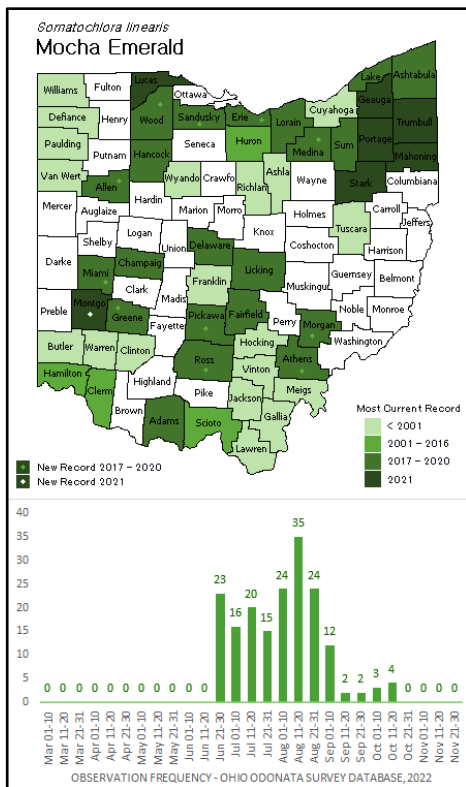 Somatochlora linearis
Mocha Emerald
Williams
Fulton
Lucas
Ottawa
Lake
Ashtabula
Defiance
Henry
Wood
Sandusky
Erie
Lorain
Cuyahoga
Geauga
Trumbull
Paulding
Putnam
Hancock
Seneca
Huron
Medina
Sum
Portage
Mahoning
Van Wert
Allen
Wyando
Crawfo
Richlan
Ashla
Wayne
Stark
Columbiana
Mercer
Auglaize
Hardin
Marion
Morro
Holmes
Tuscara
Carroll
Jeffers
Shelby
Logan
Union
Delaware
Knox
Coshocton
Harrison
Darke
Miami
Champaig
Licking
Muskingu
Guernsey
Belmont
Clark
Madis
Franklin
Preble
Montgo
Greene
Fayette
Pickawa
Fairfield
Perry
Morgan
Noble
Monroe
Butler
Warren
Clinton
Ross
Hocking
Athens
Washington
Hamilton
Clerm
Highland
Vinton
Meigs
Brown
Adams
Pike
Jackson
Gallia
Scioto
Lawren
New Record 2017 - 2020
New Record 2021
Most Current Record
< 2001
2001 - 2016
2017 - 2020
2021
40
35
30
25
20
15
10
5
0
0 0 0 0 0 0 0 0 0 0 0 23 16 20 15 24 35 24 12 2 2 3 4 0 0 0 0
Mar 01-10
Mar 11-20
Mar 21-31
Apr 01-10
Apr 11-20
Apr 21-30
May 01-10
May 11-20
May 21-31
Jun 01-10
Jun 11-20
Jun 21-30
Jul 01-10
Jul 11-20
Jul 21-31
Aug 01-10
Aug 11-20
Aug 21-31
Sep 01-10
Sep 11-20
Sep 21-30
Oct 01-10
Oct 11-20
Oct 21-31
Nov 01-10
Nov 11-20
Nov 21-30
OBSERVATION FREQUENCY - OHIO ODONATA SURVEY DATABASE, 2022